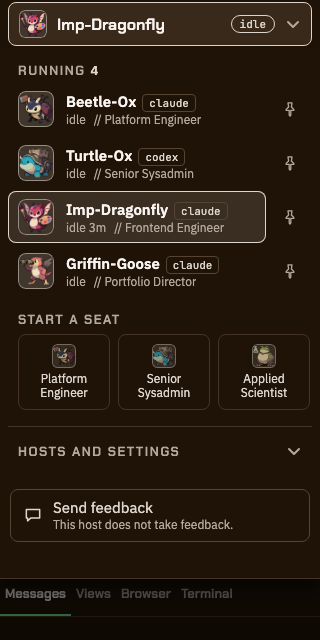 Imp-Dragonfly idle
RUNNING 4
Beetle-Ox claude
idle // Platform Engineer
Turtle-Ox codex
idle // Senior Sysadmin
Imp-Dragonfly claude
idle 3m // Frontend Engineer
Griffin-Goose claude
idle // Portfolio Director
START A SEAT
Platform Engineer
Senior Sysadmin
Applied Scientist
HOSTS AND SETTINGS
Send feedback
This host does not take feedback.
Messages Views Browser Terminal